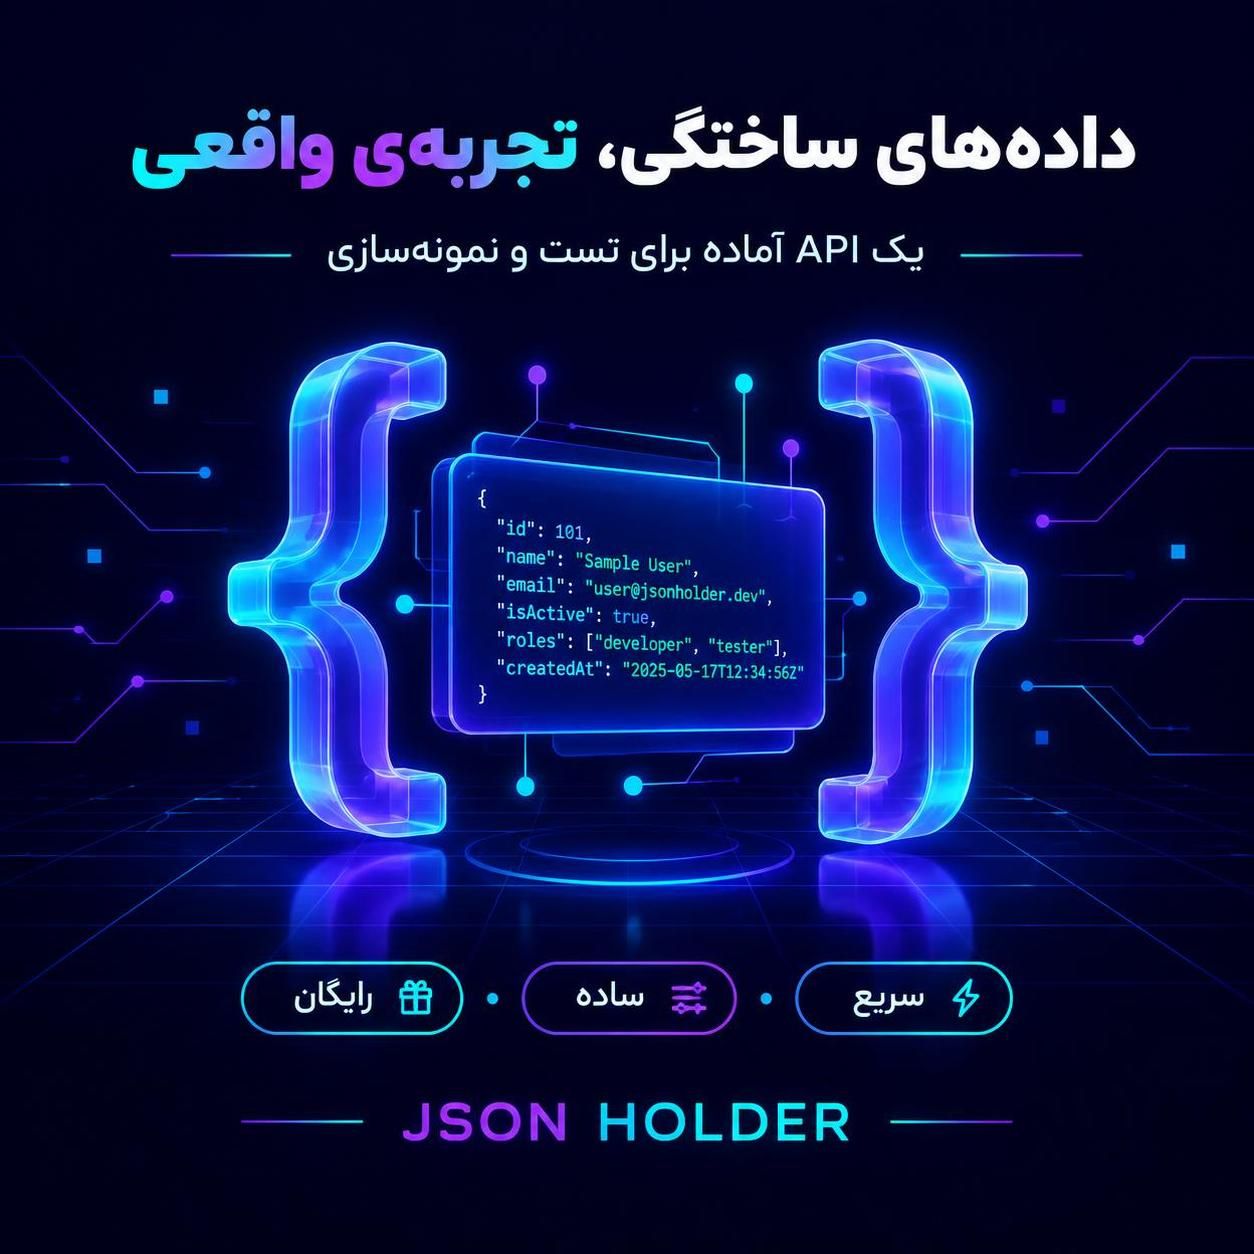 داده‌های ساختگی، تجربه‌ی واقعی
یک API آماده برای تست و نمونه‌سازی
{
"id": 101,
"name": "Sample User",
"email": "user@jsonholder.dev",
"isActive": true,
"roles": ["developer", "tester"],
"createdAt": "2025-05-17T12:34:56Z"
}
سریع
ساده
رایگان
JSON HOLDER